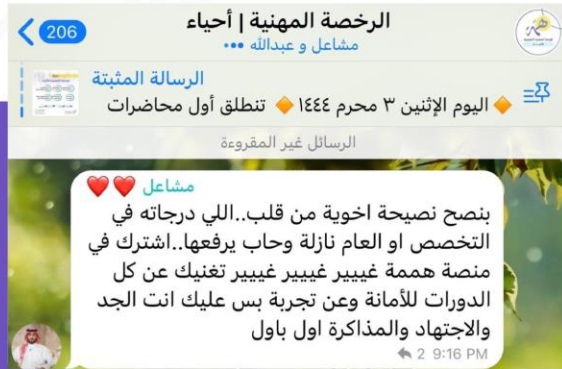 206
الرخصة المهنية | أحياء
مشاعل و عبدالله •••
الرسالة المثبتة
🔶 اليوم الإثنين ٣ محرم ١٤٤٤ 🔶 تنطلق أول محاضرات
الرسائل غير المقروءة
مشاعل ❤️❤️
بنصح نصيحة اخوية من قلب..اللي درجاته في
التخصص او العام نازلة وحاب يرفعها..اشترك في
منصة هممة غييير غييير غييير تغنيك عن كل
الدورات للأمانة وعن تجربة بس عليك انت الجد
والاجتهاد والمذاكرة اول باول
2 9:16 PM